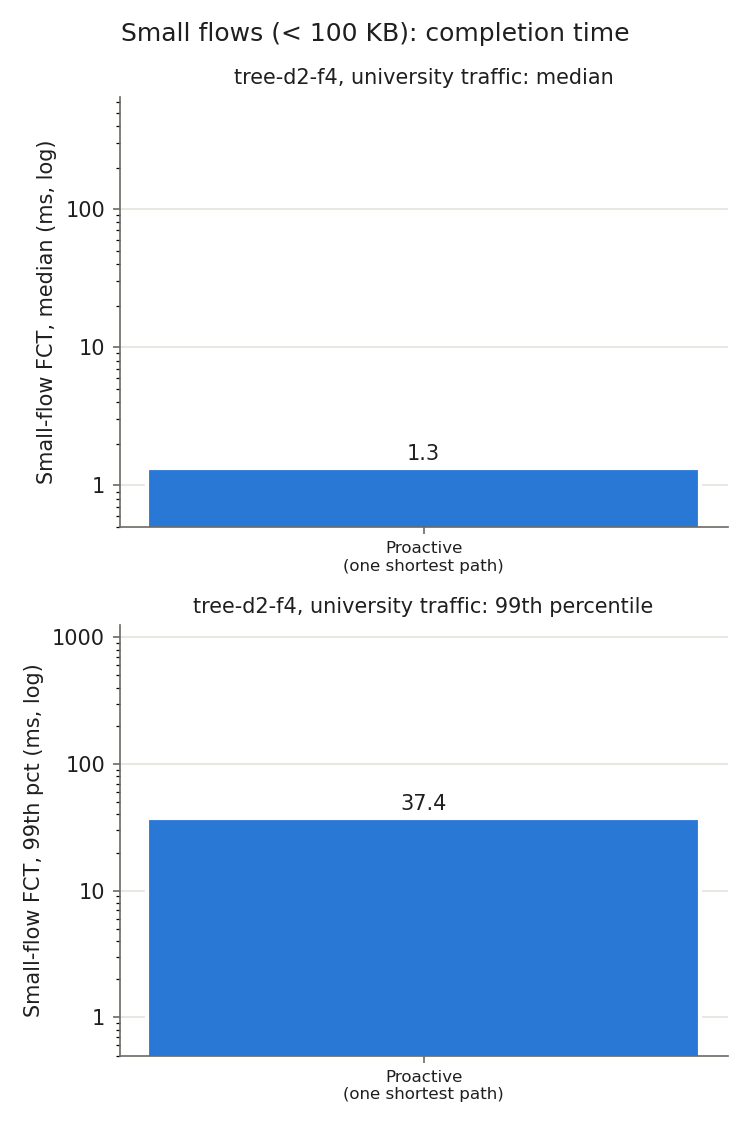 Small flows (< 100 KB): completion time
tree-d2-f4, university traffic: median
Small-flow FCT, median (ms, log)
100
10
1
1.3
Proactive
(one shortest path)
tree-d2-f4, university traffic: 99th percentile
Small-flow FCT, 99th pct (ms, log)
1000
100
10
1
37.4
Proactive
(one shortest path)